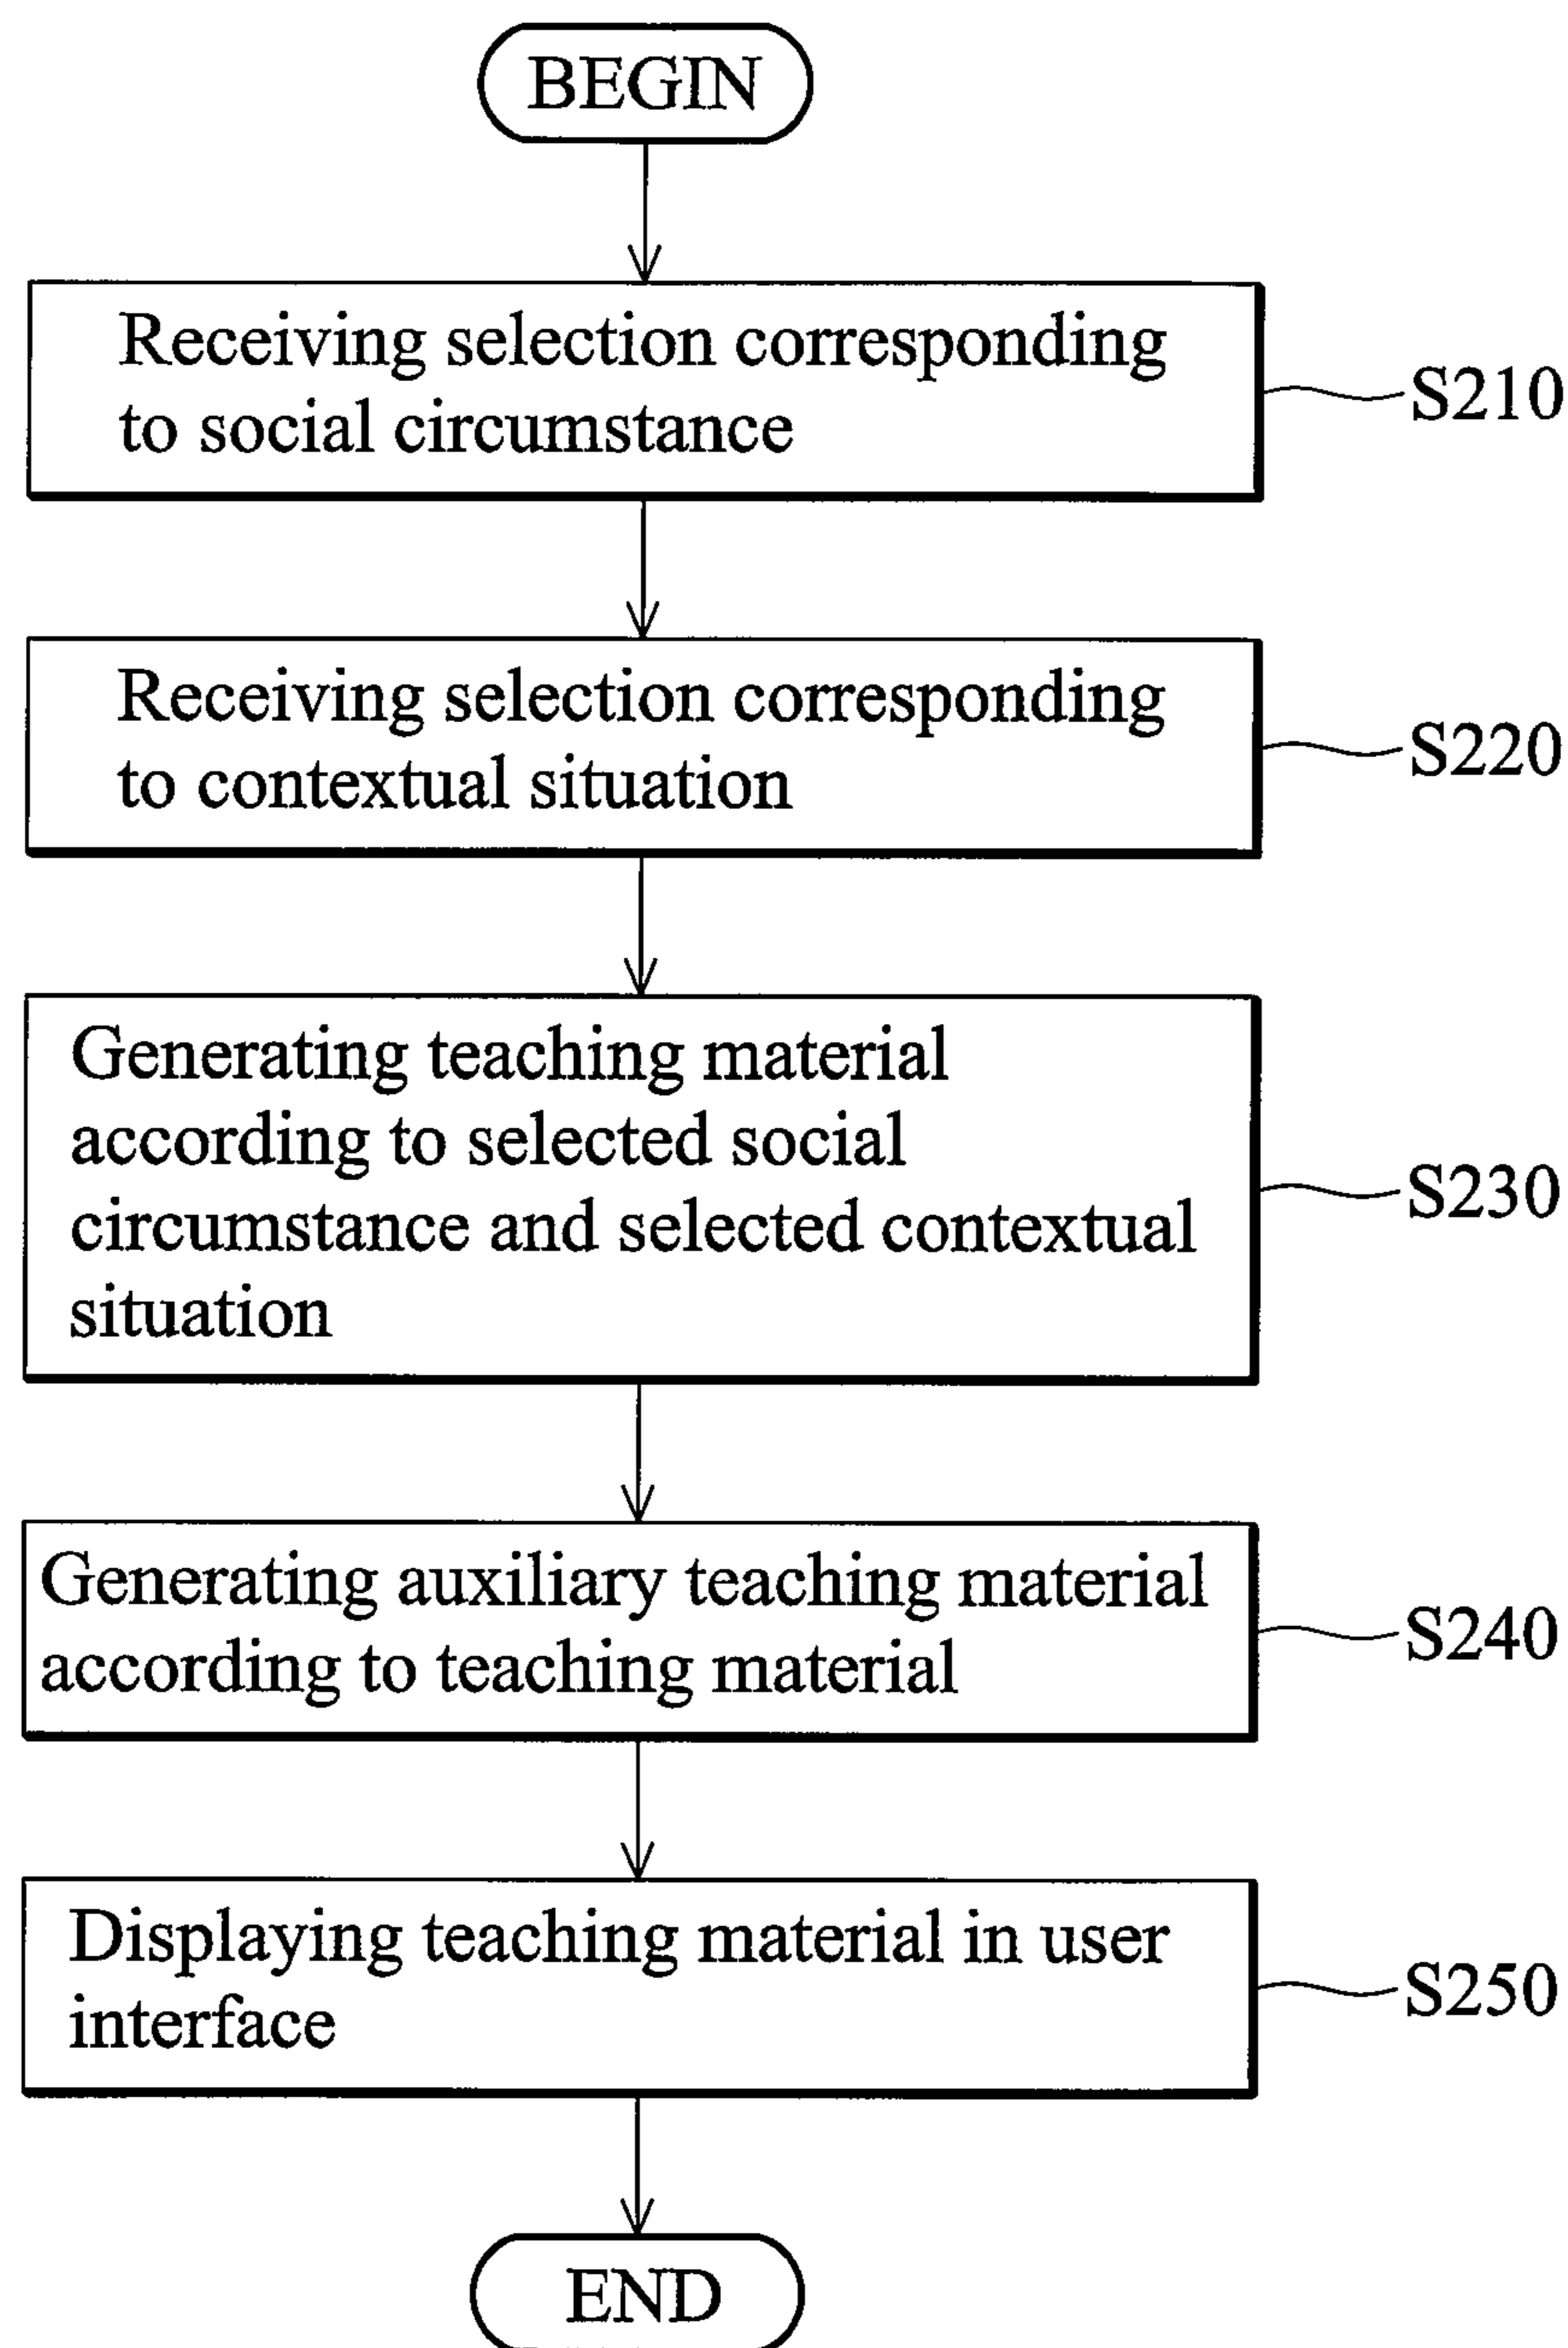 BEGIN
Receiving selection corresponding
to social circumstance
S210
Receiving selection corresponding
to contextual situation
S220
Generating teaching material
according to selected social
circumstance and selected contextual
situation
S230
Generating auxiliary teaching material
according to teaching material
S240
Displaying teaching material in user
interface
S250
END